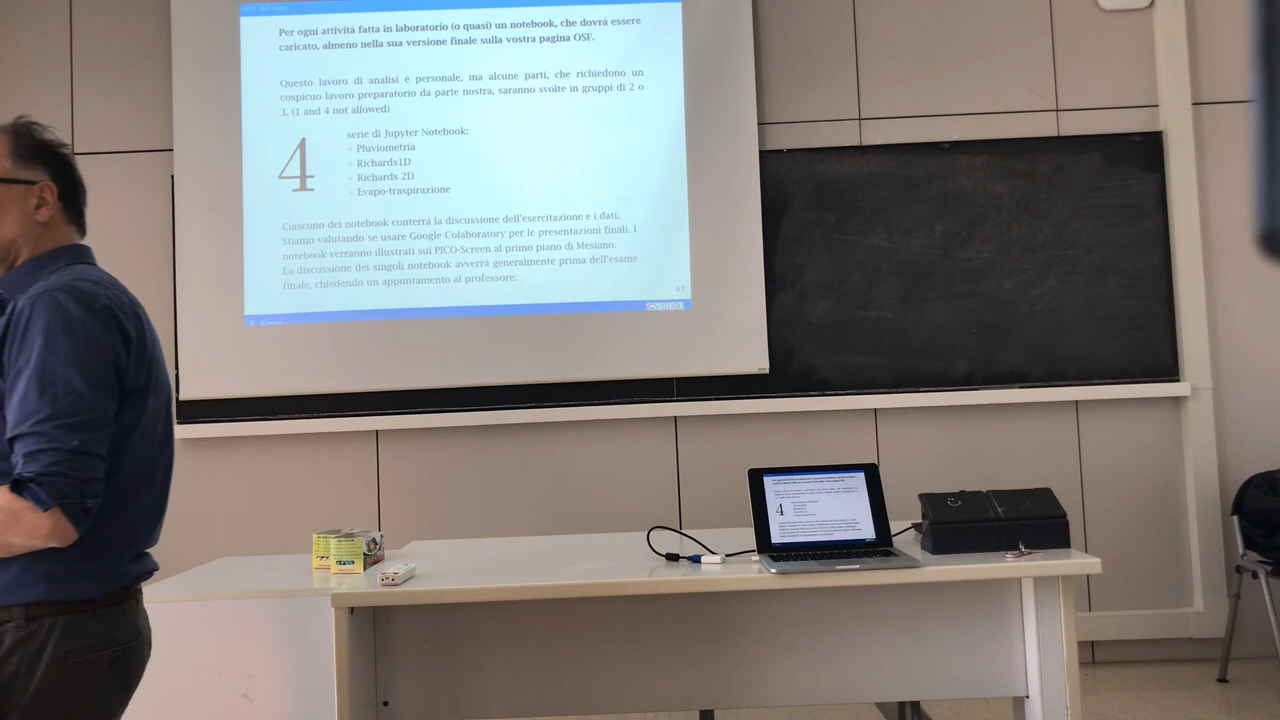 Per ogni attività fatta in laboratorio (o quasi) un notebook, che dovrà essere
caricato, almeno nella sua versione finale sulla vostra pagina OSF.
Questo lavoro di analisi è personale, ma alcune parti, che richiedono un
cospicuo lavoro preparatorio da parte nostra, saranno svolte in gruppi di 2 o
3. (1 and 4 not allowed)
4
serie di Jupyter Notebook:
Pluviometria
Richards1D
Richards 2D
Evapo-traspirazione
Ciascuno dei notebook conterrà la discussione dell'esercitazione e i dati.
Stiamo valutando se usare Google Colaboratory per le presentazioni finali. I
notebook verranno illustrati sui PICO-Screen al primo piano di Mesiano.
La discussione dei singoli notebook avverrà generalmente prima dell'esame
finale, chiedendo un appuntamento al professore.
41